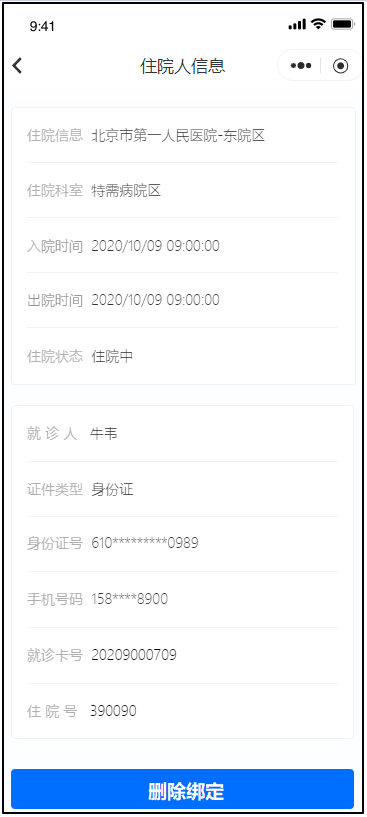 9:41
住院人信息
住院信息 北京市第一人民医院-东院区
住院科室 特需病院区
入院时间 2020/10/09 09:00:00
出院时间 2020/10/09 09:00:00
住院状态 住院中
就 诊 人 牛韦
证件类型 身份证
身份证号 610*********0989
手机号码 158****8900
就诊卡号 20209000709
住 院 号 390090
删除绑定